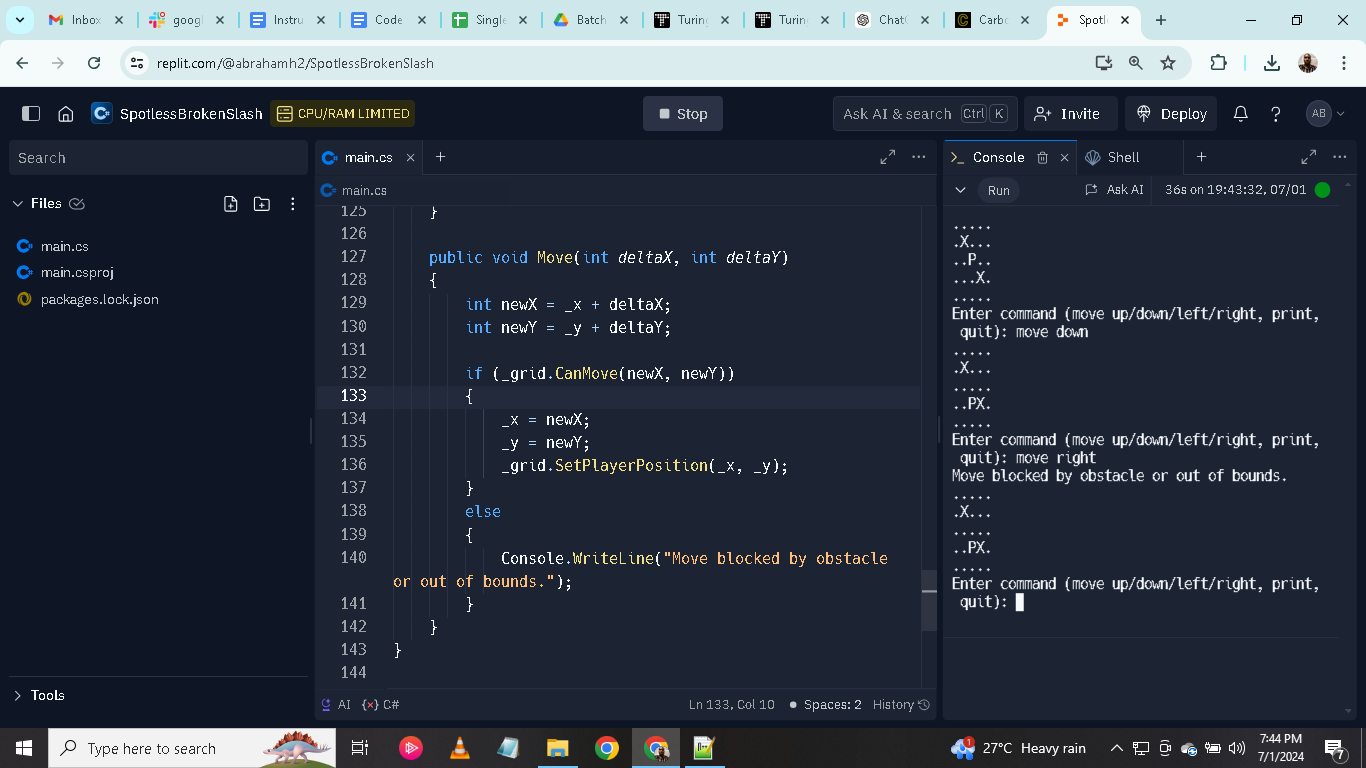 Inbox
googl
Instru
Code
Single
Batch
Turing
Turing
ChatG
Carbo
Spotle
replit.com/@abrahamh2/SpotlessBrokenSlash
SpotlessBrokenSlash
CPU/RAM LIMITED
Stop
Ask AI & search Ctrl K
Invite
Deploy
?
AB
Search
Files
main.cs
main.csproj
packages.lock.json
Tools
main.cs
main.cs
125 }
126
127 public void Move(int deltaX, int deltaY)
128 {
129 int newX = _x + deltaX;
130 int newY = _y + deltaY;
131
132 if (_grid.CanMove(newX, newY))
133 {
134 _x = newX;
135 _y = newY;
136 _grid.SetPlayerPosition(_x, _y);
137 }
138 else
139 {
140 Console.WriteLine("Move blocked by obstacle
or out of bounds.");
141 }
142 }
143 }
144
AI C#
Ln 133, Col 10
Spaces: 2
History
Console
Shell
Run
Ask AI
36s on 19:43:32, 07/01
.....
.X...
..P..
...X.
.....
Enter command (move up/down/left/right, print,
quit): move down
.....
.X...
.....
..PX.
.....
Enter command (move up/down/left/right, print,
quit): move right
Move blocked by obstacle or out of bounds.
.....
.X...
.....
..PX.
.....
Enter command (move up/down/left/right, print,
quit):
Type here to search
1
27°C Heavy rain
7:44 PM
7/1/2024
7